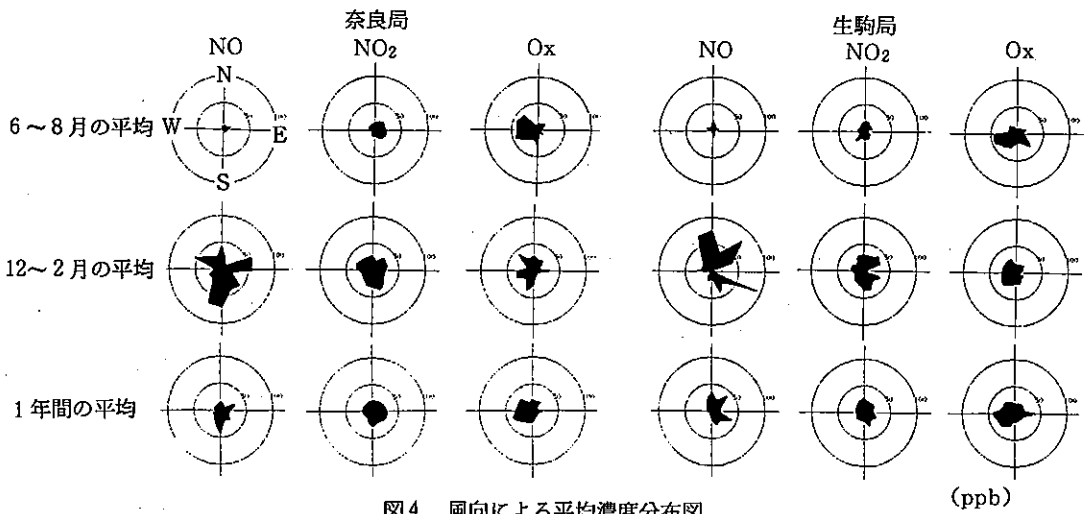 奈良局 生駒局
NO NO₂ Ox NO NO₂ Ox
6～8月の平均 W N E S
12～2月の平均
1年間の平均
50 100
(ppb)
図4 風向による平均濃度分布図